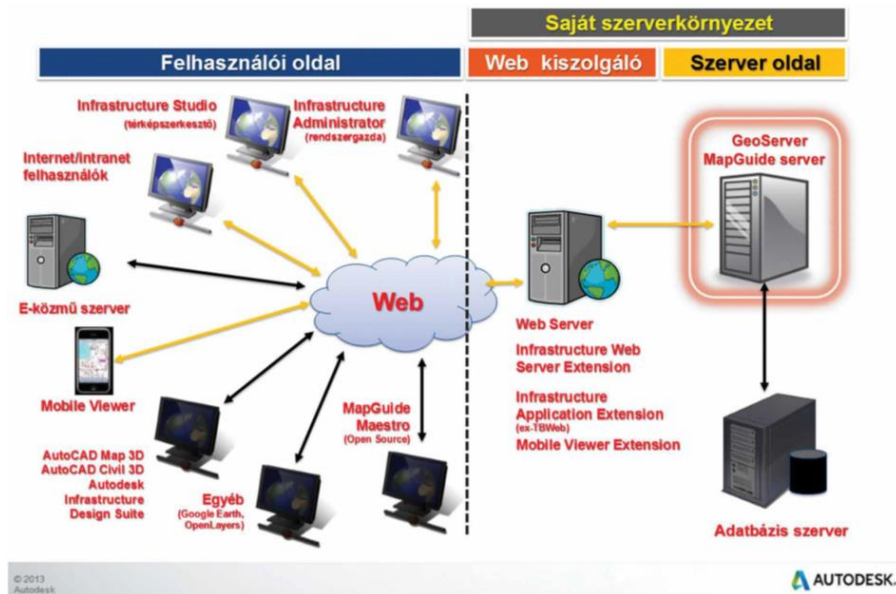 Saját szerverkörnyezet
Felhasználói oldal
Web kiszolgáló
Szerver oldal
Infrastructure Studio
(térképszerkesztő)
Infrastructure
Administrator
(rendszergazda)
Internet/intranet
felhasználók
E-közmű szerver
Mobile Viewer
AutoCAD Map 3D
AutoCAD Civil 3D
Autodesk
Infrastructure
Design Suite
Egyéb
(Google Earth,
OpenLayers)
MapGuide
Maestro
(Open Source)
Web
Web Server
Infrastructure Web
Server Extension
Infrastructure
Application Extension
(ex-TBWeb)
Mobile Viewer Extension
GeoServer
MapGuide server
Adatbázis szerver
© 2013
Autodesk
AUTODESK.